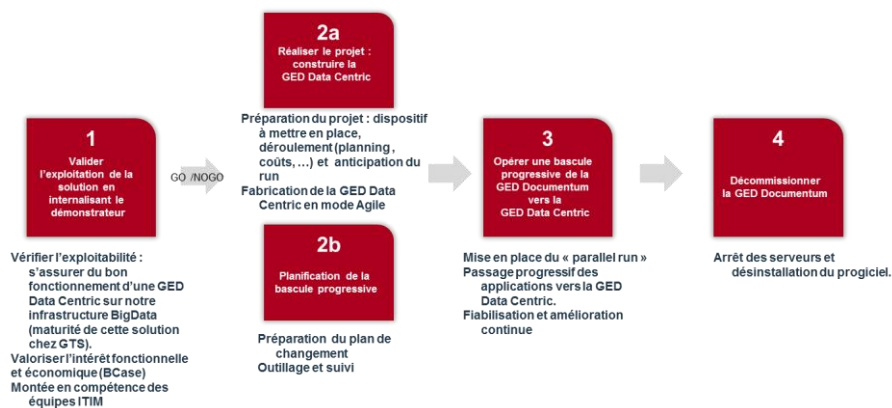 1
Valider
l'exploitation de la
solution en
internalisant le
démonstrateur
Vérifier l'exploitabilité :
s'assurer du bon
fonctionnement d'une GED
Data Centric sur notre
infrastructure BigData
(maturité de cette solution
chez GTS).
Valoriser l'intérêt fonctionnelle
et économique (BCase)
Montée en compétence des
équipes ITIM
GO /NOGO
2a
Réaliser le projet :
construire la
GED Data Centric
Préparation du projet : dispositif
à mettre en place,
déroulement (planning ,
coûts, ...) et anticipation du
run
Fabrication de la GED Data
Centric en mode Agile
2b
Planification de la
bascule progressive
Préparation du plan de
changement
Outillage et suivi
3
Opérer une bascule
progressive de la
GED Documentum
vers la
GED Data Centric
Mise en place du « parallel run »
Passage progressif des
applications vers la GED
Data Centric.
Fiabilisation et amélioration
continue
4
Décommissionner
la GED Documentum
Arrêt des serveurs et
désinstallation du progiciel.